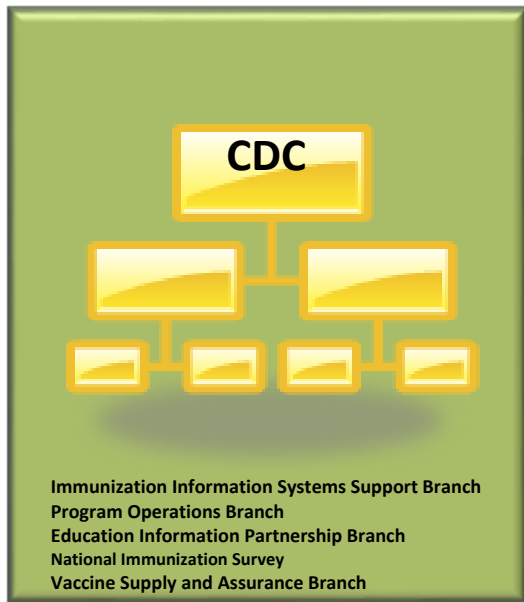 CDC
Immunization Information Systems Support Branch
Program Operations Branch
Education Information Partnership Branch
National Immunization Survey
Vaccine Supply and Assurance Branch